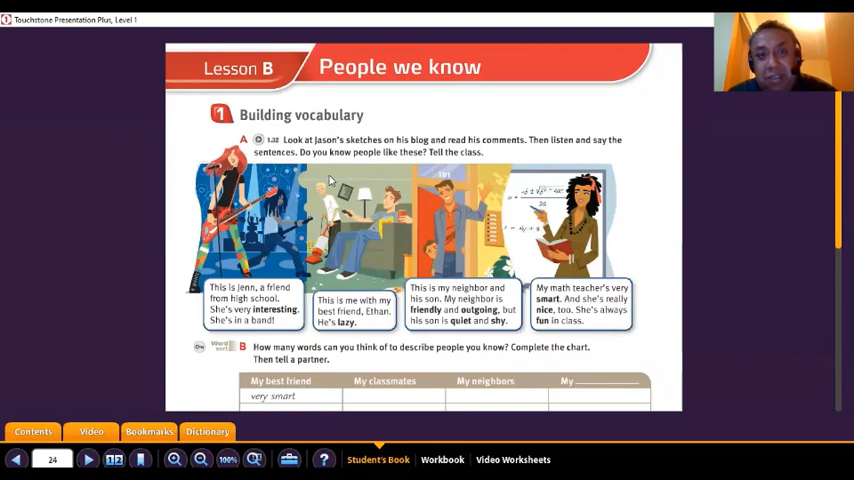 Touchstone Presentation Plus, Level 1
Lesson B
People we know
1 Building vocabulary
A 1.32 Look at Jason's sketches on his blog and read his comments. Then listen and say the
sentences. Do you know people like these? Tell the class.
101
This is Jenn, a friend
from high school.
She's very interesting.
She's in a band!
This is me with my
best friend, Ethan.
He's lazy.
This is my neighbor and
his son. My neighbor is
friendly and outgoing, but
his son is quiet and shy.
My math teacher's very
smart. And she's really
nice, too. She's always
fun in class.
Word
sort
B How many words can you think of to describe people you know? Complete the chart.
Then tell a partner.
My best friend My classmates My neighbors My ________
very smart
Contents Video Bookmarks Dictionary
24 100% ? Student's Book Workbook Video Worksheets